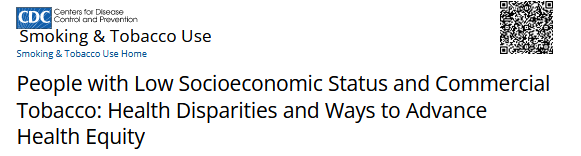 CDC Centers for Disease
Control and Prevention
Smoking & Tobacco Use
Smoking & Tobacco Use Home
People with Low Socioeconomic Status and Commercial
Tobacco: Health Disparities and Ways to Advance
Health Equity